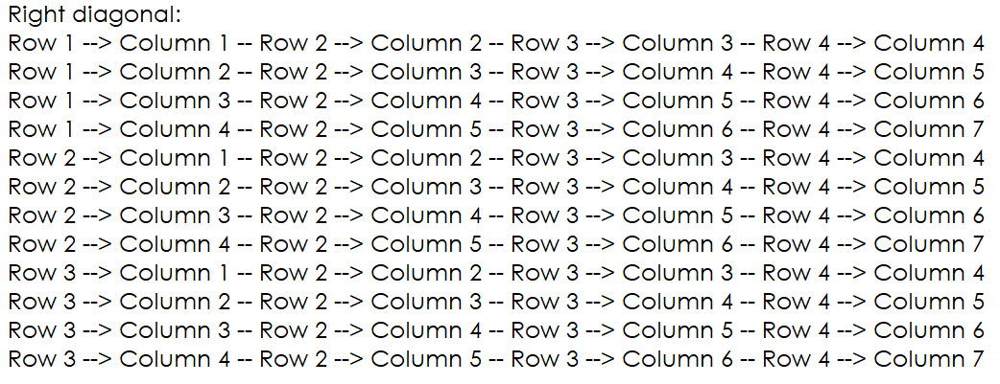 Right diagonal:
Row 1 --> Column 1 -- Row 2 --> Column 2 -- Row 3 --> Column 3 -- Row 4 --> Column 4
Row 1 --> Column 2 -- Row 2 --> Column 3 -- Row 3 --> Column 4 -- Row 4 --> Column 5
Row 1 --> Column 3 -- Row 2 --> Column 4 -- Row 3 --> Column 5 -- Row 4 --> Column 6
Row 1 --> Column 4 -- Row 2 --> Column 5 -- Row 3 --> Column 6 -- Row 4 --> Column 7
Row 2 --> Column 1 -- Row 2 --> Column 2 -- Row 3 --> Column 3 -- Row 4 --> Column 4
Row 2 --> Column 2 -- Row 2 --> Column 3 -- Row 3 --> Column 4 -- Row 4 --> Column 5
Row 2 --> Column 3 -- Row 2 --> Column 4 -- Row 3 --> Column 5 -- Row 4 --> Column 6
Row 2 --> Column 4 -- Row 2 --> Column 5 -- Row 3 --> Column 6 -- Row 4 --> Column 7
Row 3 --> Column 1 -- Row 2 --> Column 2 -- Row 3 --> Column 3 -- Row 4 --> Column 4
Row 3 --> Column 2 -- Row 2 --> Column 3 -- Row 3 --> Column 4 -- Row 4 --> Column 5
Row 3 --> Column 3 -- Row 2 --> Column 4 -- Row 3 --> Column 5 -- Row 4 --> Column 6
Row 3 --> Column 4 -- Row 2 --> Column 5 -- Row 3 --> Column 6 -- Row 4 --> Column 7